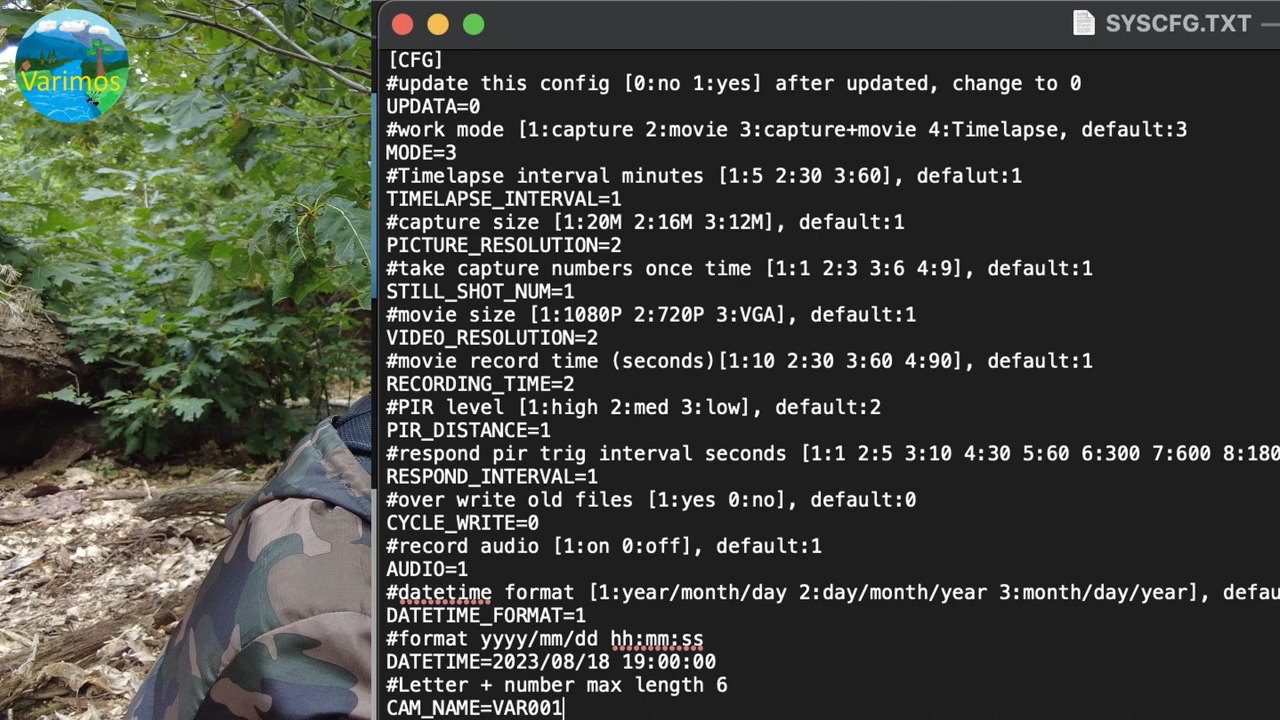 Varimos
SYSCFG.TXT
[CFG]
#update this config [0:no 1:yes] after updated, change to 0
UPDATA=0
#work mode [1:capture 2:movie 3:capture+movie 4:Timelapse, default:3
MODE=3
#Timelapse interval minutes [1:5 2:30 3:60], defalut:1
TIMELAPSE_INTERVAL=1
#capture size [1:20M 2:16M 3:12M], default:1
PICTURE_RESOLUTION=2
#take capture numbers once time [1:1 2:3 3:6 4:9], default:1
STILL_SHOT_NUM=1
#movie size [1:1080P 2:720P 3:VGA], default:1
VIDEO_RESOLUTION=2
#movie record time (seconds)[1:10 2:30 3:60 4:90], default:1
RECORDING_TIME=2
#PIR level [1:high 2:med 3:low], default:2
PIR_DISTANCE=1
#respond pir trig interval seconds [1:1 2:5 3:10 4:30 5:60 6:300 7:600 8:180
RESPOND_INTERVAL=1
#over write old files [1:yes 0:no], default:0
CYCLE_WRITE=0
#record audio [1:on 0:off], default:1
AUDIO=1
#datetime format [1:year/month/day 2:day/month/year 3:month/day/year], defau
DATETIME_FORMAT=1
#format yyyy/mm/dd hh:mm:ss
DATETIME=2023/08/18 19:00:00
#Letter + number max length 6
CAM_NAME=VAR001